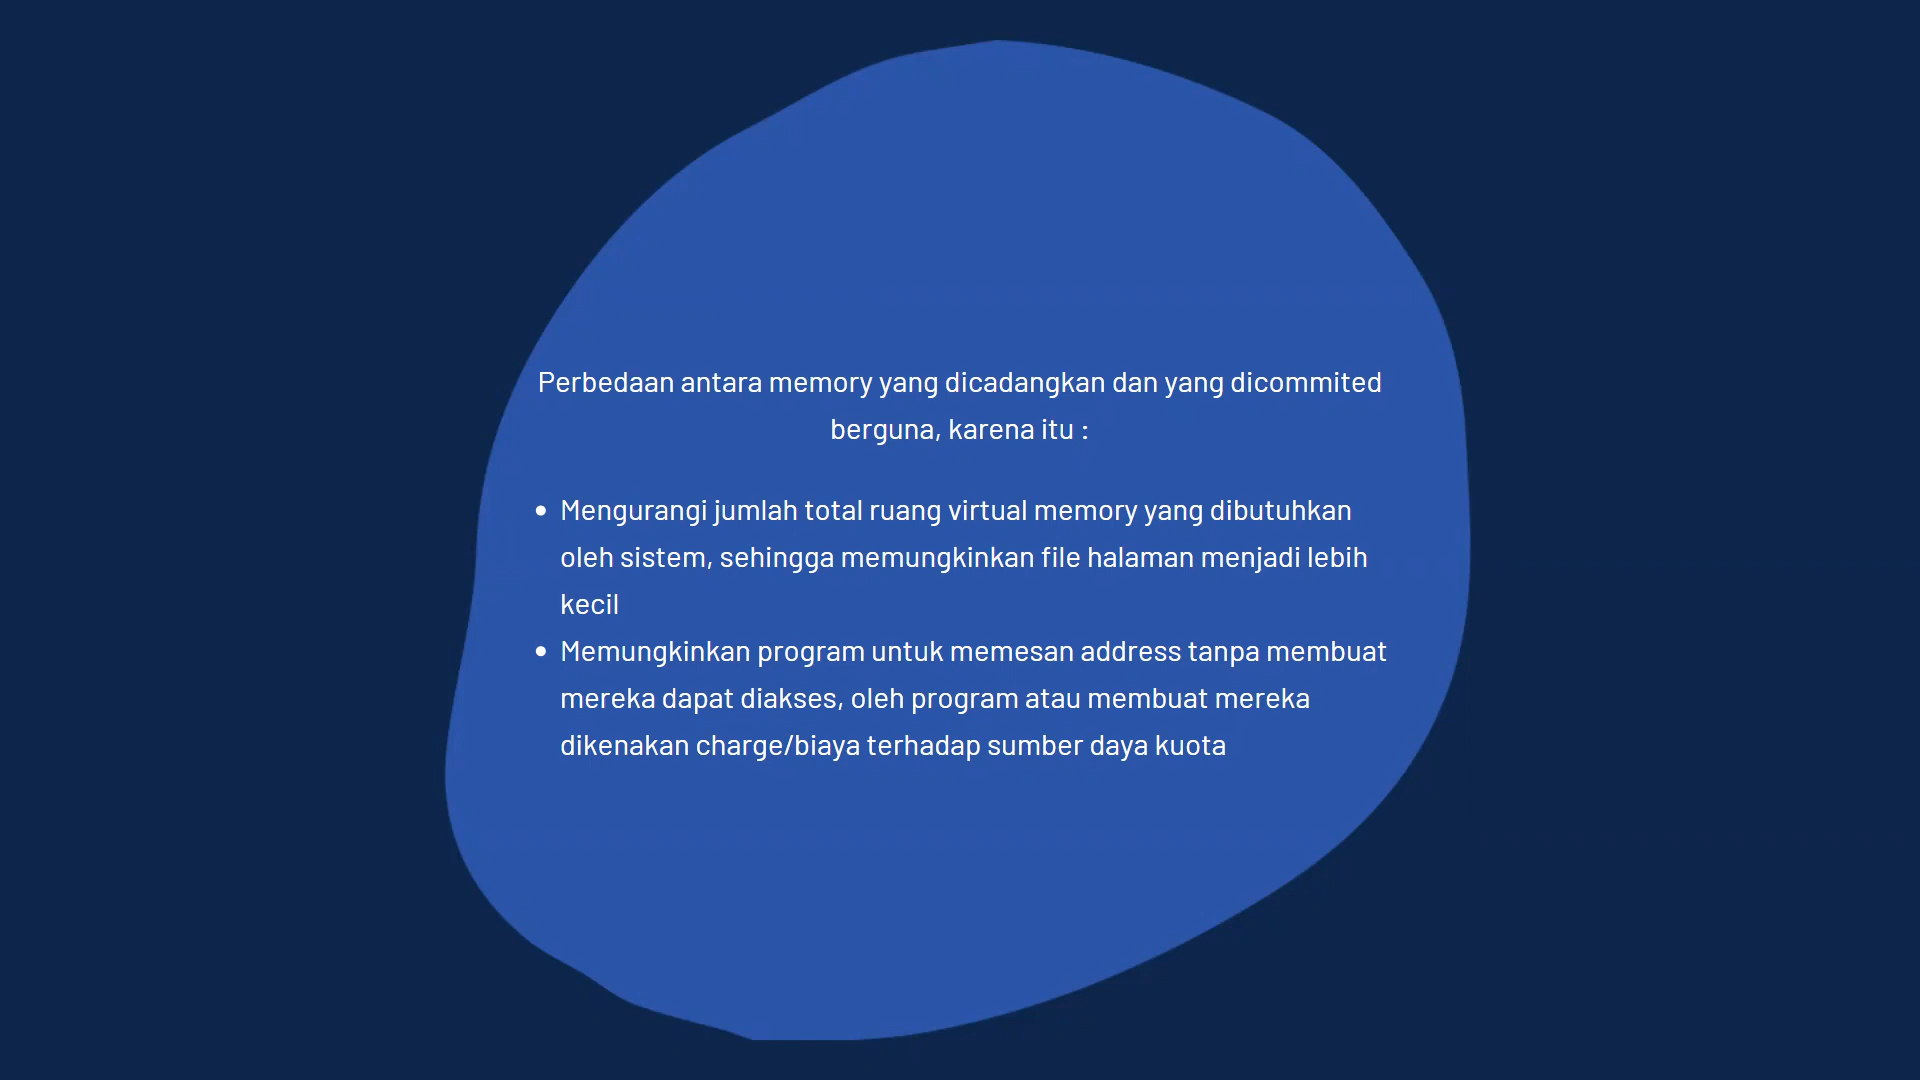 Perbedaan antara memory yang dicadangkan dan yang dicommited
berguna, karena itu :
• Mengurangi jumlah total ruang virtual memory yang dibutuhkan
oleh sistem, sehingga memungkinkan file halaman menjadi lebih
kecil
• Memungkinkan program untuk memesan address tanpa membuat
mereka dapat diakses, oleh program atau membuat mereka
dikenakan charge/biaya terhadap sumber daya kuota